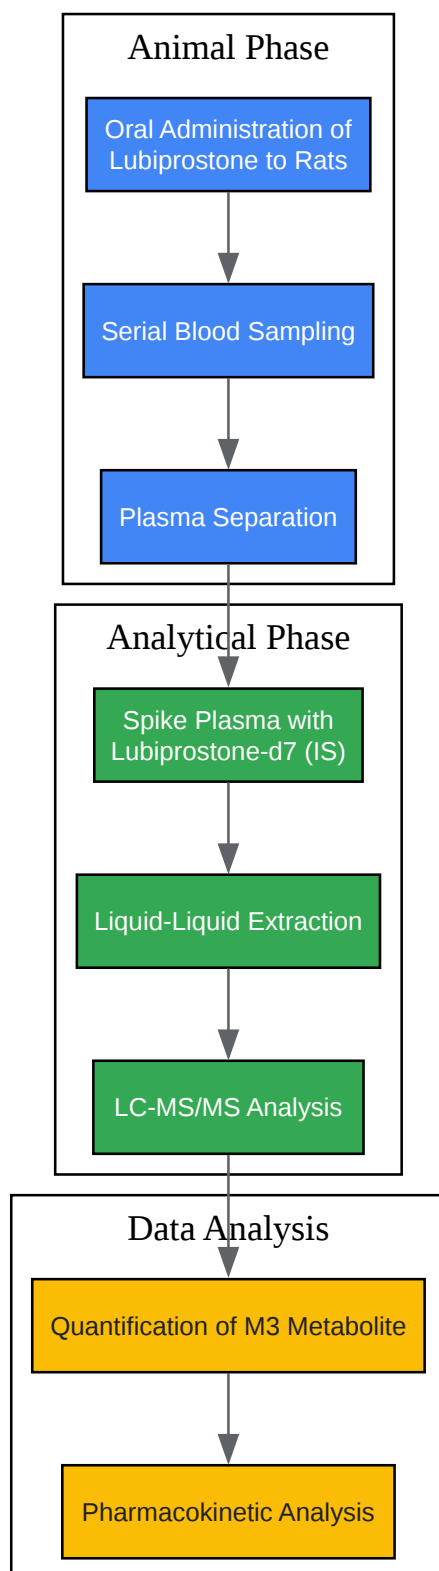 Animal Phase
Oral Administration of
Lubiprostone to Rats
Serial Blood Sampling
Plasma Separation
Analytical Phase
Spike Plasma with
Lubiprostone-d7 (IS)
Liquid-Liquid Extraction
LC-MS/MS Analysis
Data Analysis
Quantification of M3 Metabolite
Pharmacokinetic Analysis